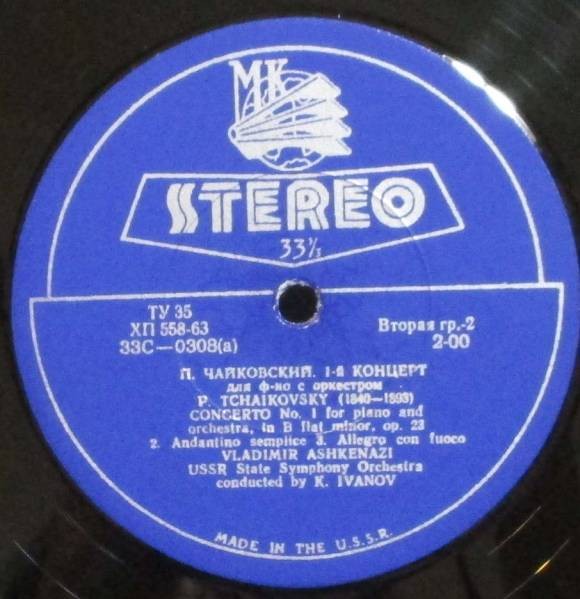 МК
STEREO
33⅓
ТУ 35
ХП 558-63
33С—0308(а)
Вторая гр.-2
2-00
П. ЧАЙКОВСКИЙ. 1-й КОНЦЕРТ
для ф-но с оркестром
P. TCHAIKOVSKY (1840—1893)
CONCERTO No. 1 for piano and
orchestra, in B flat minor, op. 23
2. Andantino semplice 3. Allegro con fuoco
VLADIMIR ASHKENAZI
USSR State Symphony Orchestra
conducted by K. IVANOV
MADE IN THE U.S.S.R.